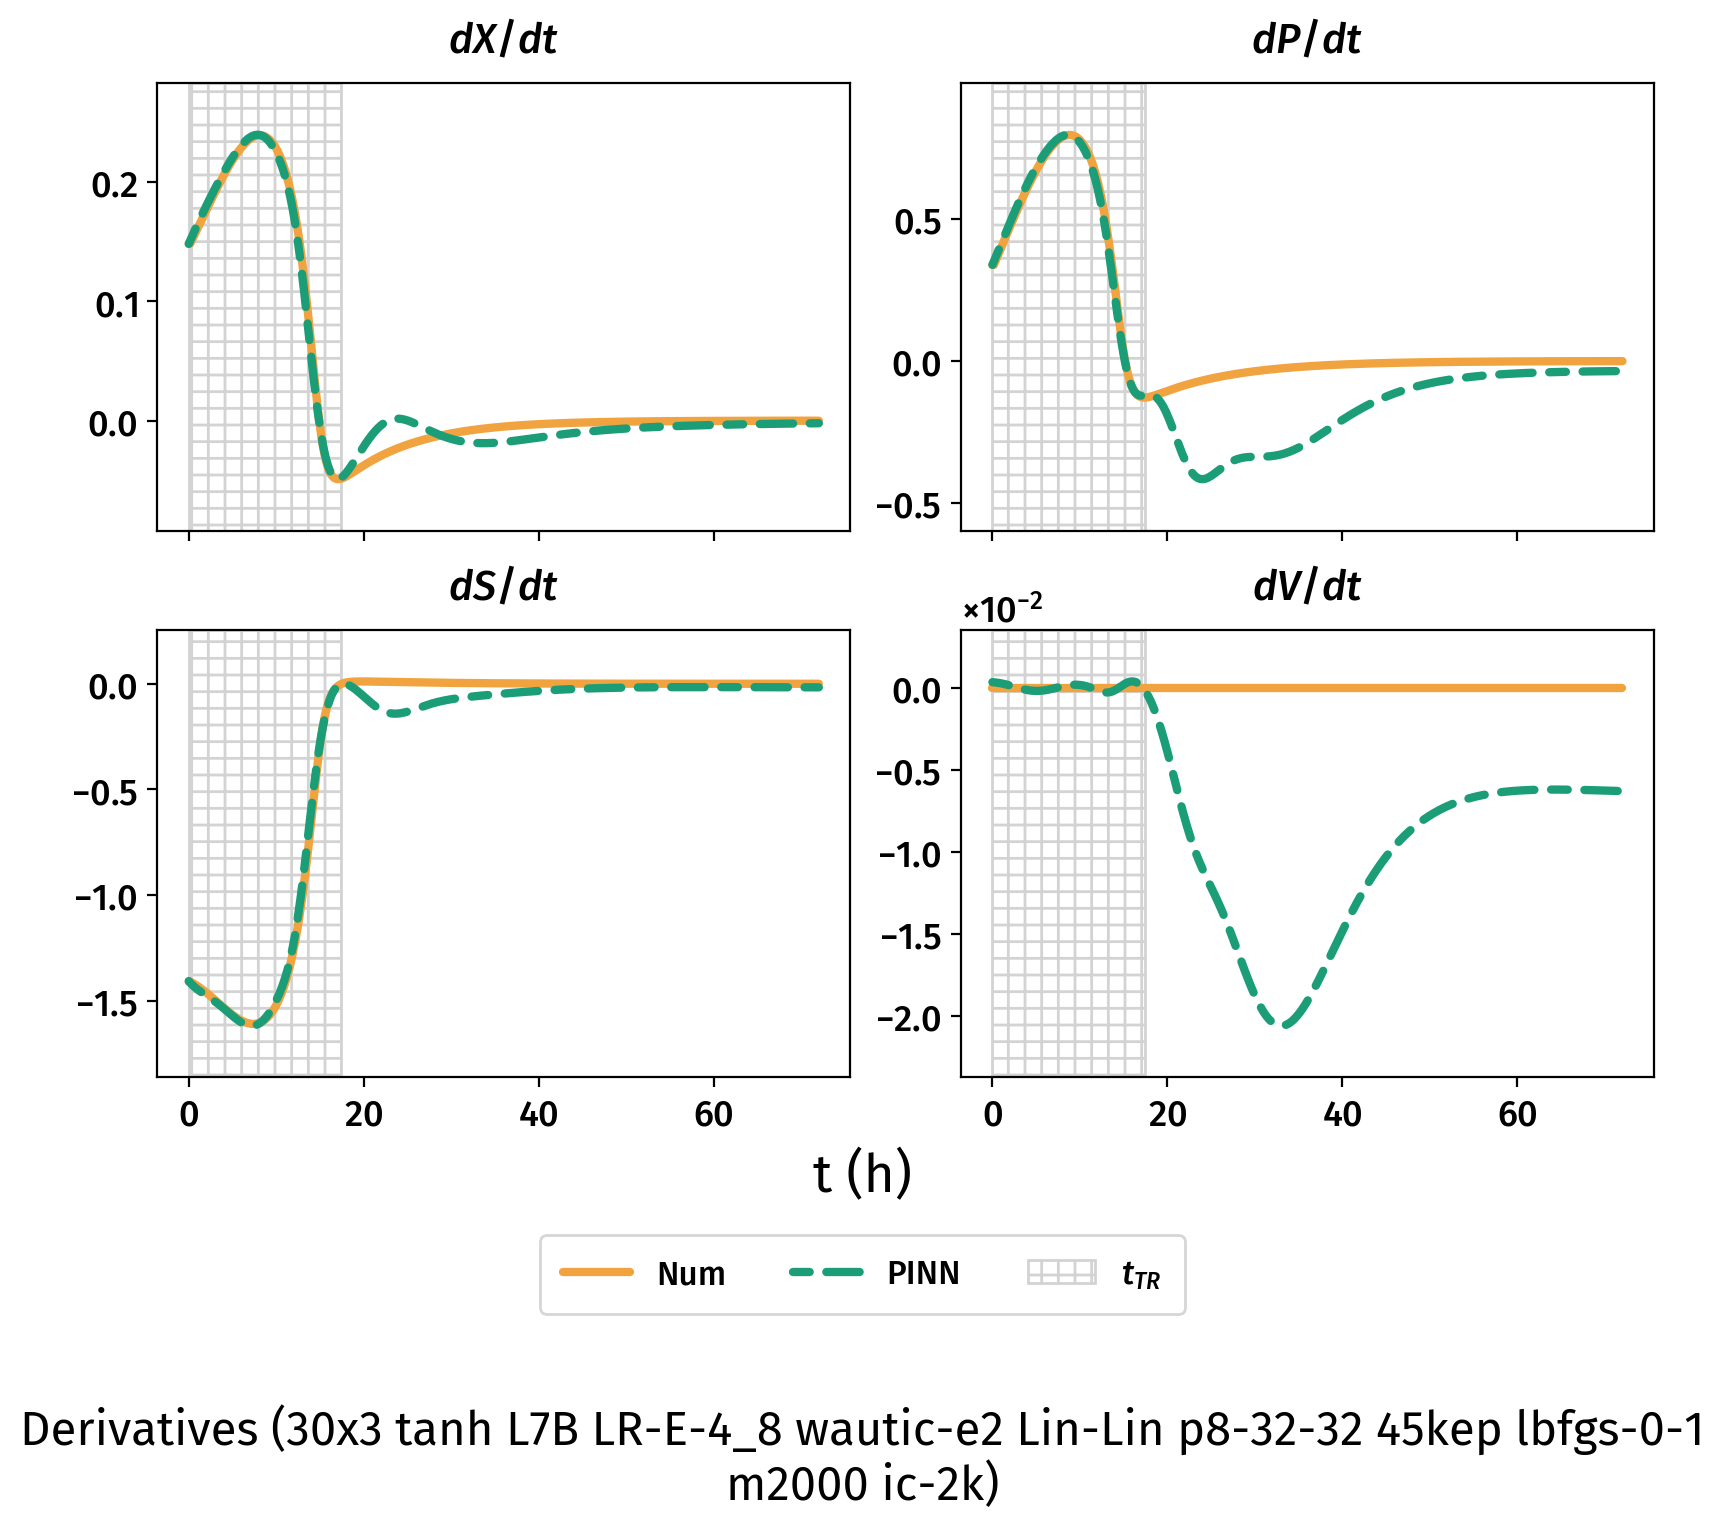 dX/dt
dP/dt
0.2
0.1
0.0
0.5
0.0
−0.5
dS/dt
dV/dt
×10−2
0.0
−0.5
−1.0
−1.5
0.0
−0.5
−1.0
−1.5
−2.0
0 20 40 60
0 20 40 60
t (h)
Num PINN tTR
Derivatives (30x3 tanh L7B LR-E-4_8 wautic-e2 Lin-Lin p8-32-32 45kep lbfgs-0-1
m2000 ic-2k)